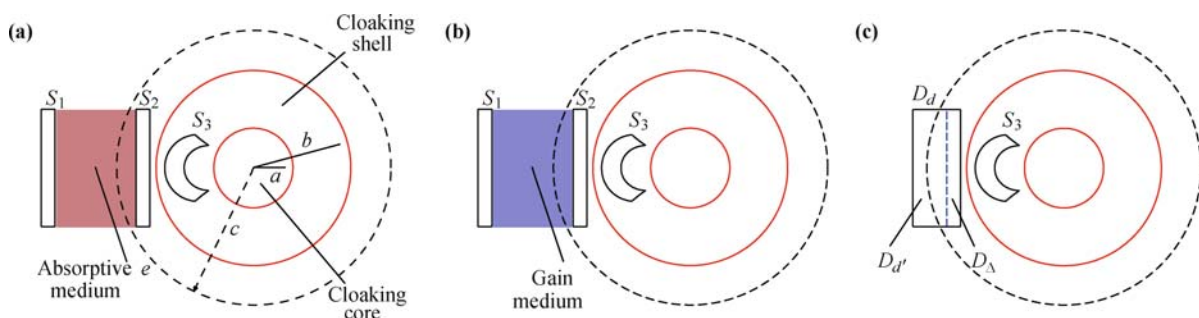 (a)
Cloaking
shell
S1
S2
S3
b
a
c
Absorptive e
medium
Cloaking
core
(b)
S1
S2
S3
Gain
medium
(c)
Dd
S3
Dd'
DΔ